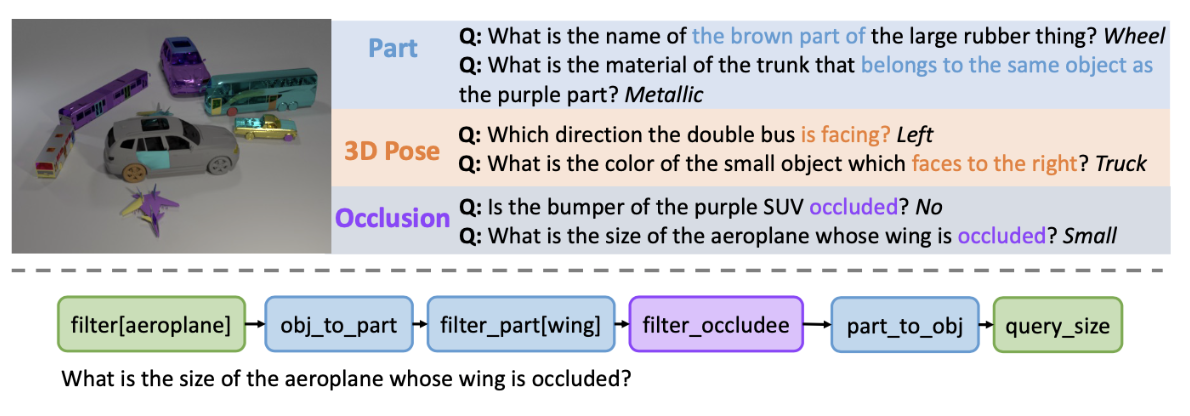 Part
Q: What is the name of the brown part of the large rubber thing? Wheel
Q: What is the material of the trunk that belongs to the same object as
the purple part? Metallic
3D Pose
Q: Which direction the double bus is facing? Left
Q: What is the color of the small object which faces to the right? Truck
Occlusion
Q: Is the bumper of the purple SUV occluded? No
Q: What is the size of the aeroplane whose wing is occluded? Small
filter[aeroplane]
obj_to_part
filter_part[wing]
filter_occludee
part_to_obj
query_size
What is the size of the aeroplane whose wing is occluded?